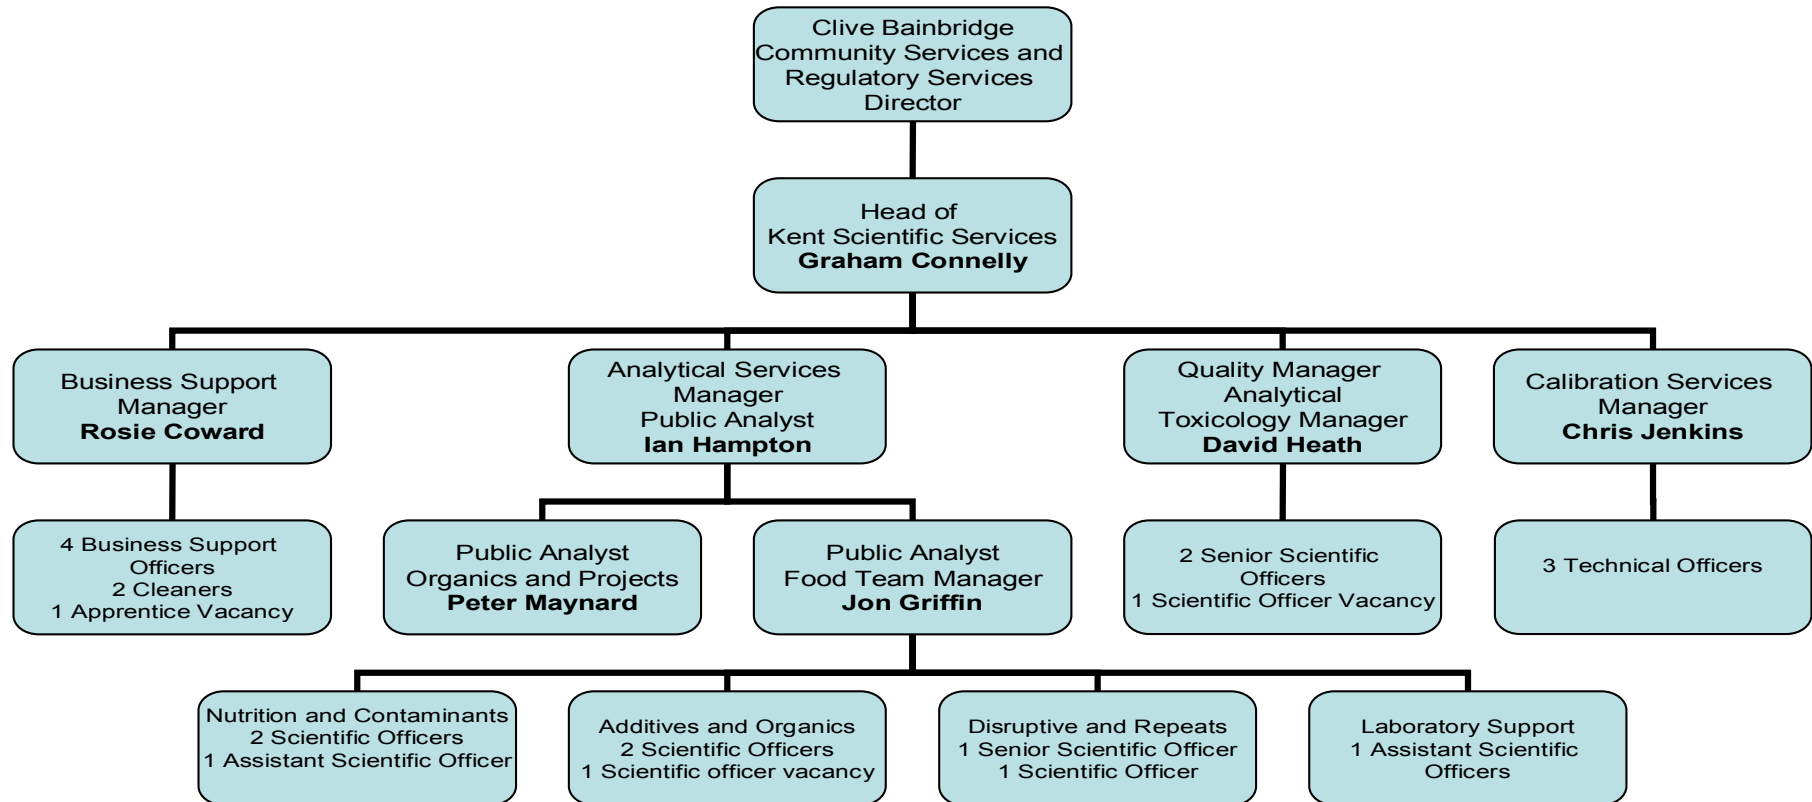 Clive Bainbridge
Community Services and
Regulatory Services
Director
Head of
Kent Scientific Services
Graham Connelly
Business Support
Manager
Rosie Coward
Analytical Services
Manager
Public Analyst
Ian Hampton
Quality Manager
Analytical
Toxicology Manager
David Heath
Calibration Services
Manager
Chris Jenkins
4 Business Support
Officers
2 Cleaners
1 Apprentice Vacancy
Public Analyst
Organics and Projects
Peter Maynard
Public Analyst
Food Team Manager
Jon Griffin
2 Senior Scientific
Officers
1 Scientific Officer Vacancy
3 Technical Officers
Nutrition and Contaminants
2 Scientific Officers
1 Assistant Scientific Officer
Additives and Organics
2 Scientific Officers
1 Scientific officer vacancy
Disruptive and Repeats
1 Senior Scientific Officer
1 Scientific Officer
Laboratory Support
1 Assistant Scientific
Officers